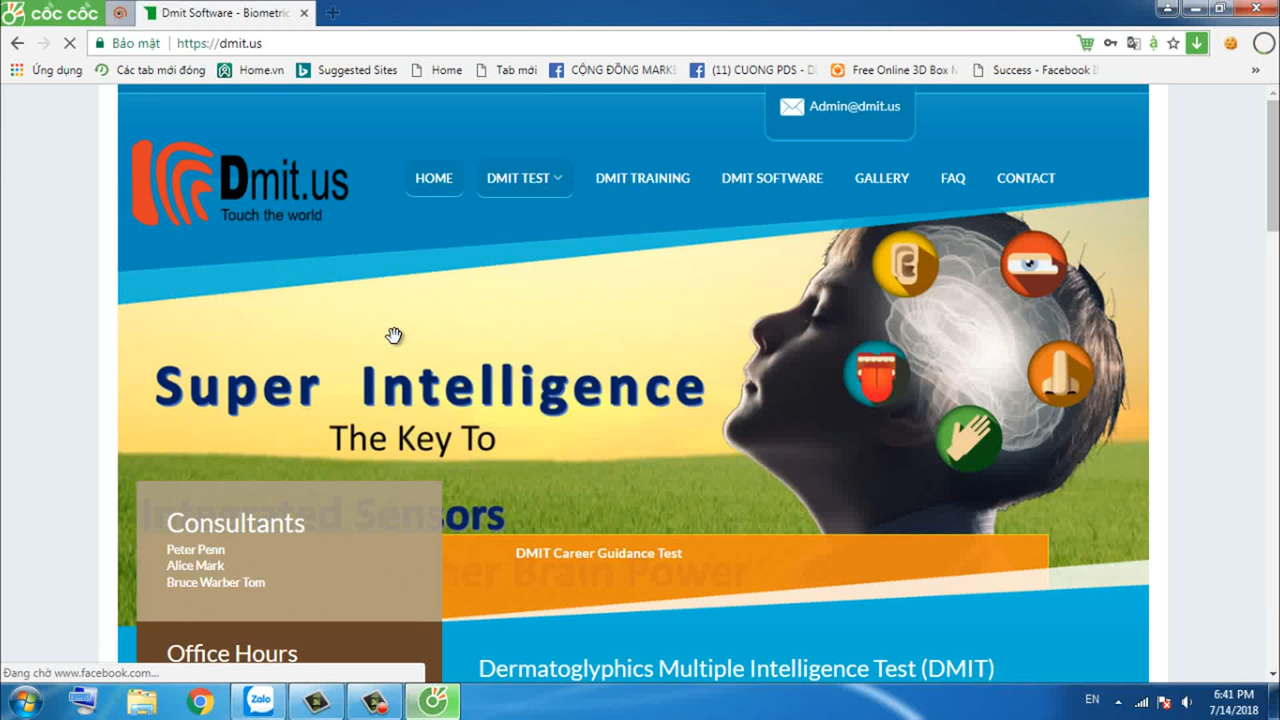 cốc cốc
Dmit Software - Biometric
Bảo mật
https://dmit.us
Ứng dụng
Các tab mới đóng
Home.vn
Suggested Sites
Home
Tab mới
CỘNG ĐỒNG MARKE
(11) CUONG PDS - D
Free Online 3D Box M
Success - Facebook
»
Admin@dmit.us
Dmit.us
Touch the world
HOME
DMIT TEST
DMIT TRAINING
DMIT SOFTWARE
GALLERY
FAQ
CONTACT
Super Intelligence
The Key To
Integrated Sensors
ner Brain Power
Consultants
Peter Penn
Alice Mark
Bruce Warber Tom
DMIT Career Guidance Test
Office Hours
Dermatoglyphics Multiple Intelligence Test (DMIT)
Đang chờ www.facebook.com...
Zalo
EN
6:41 PM
7/14/2018